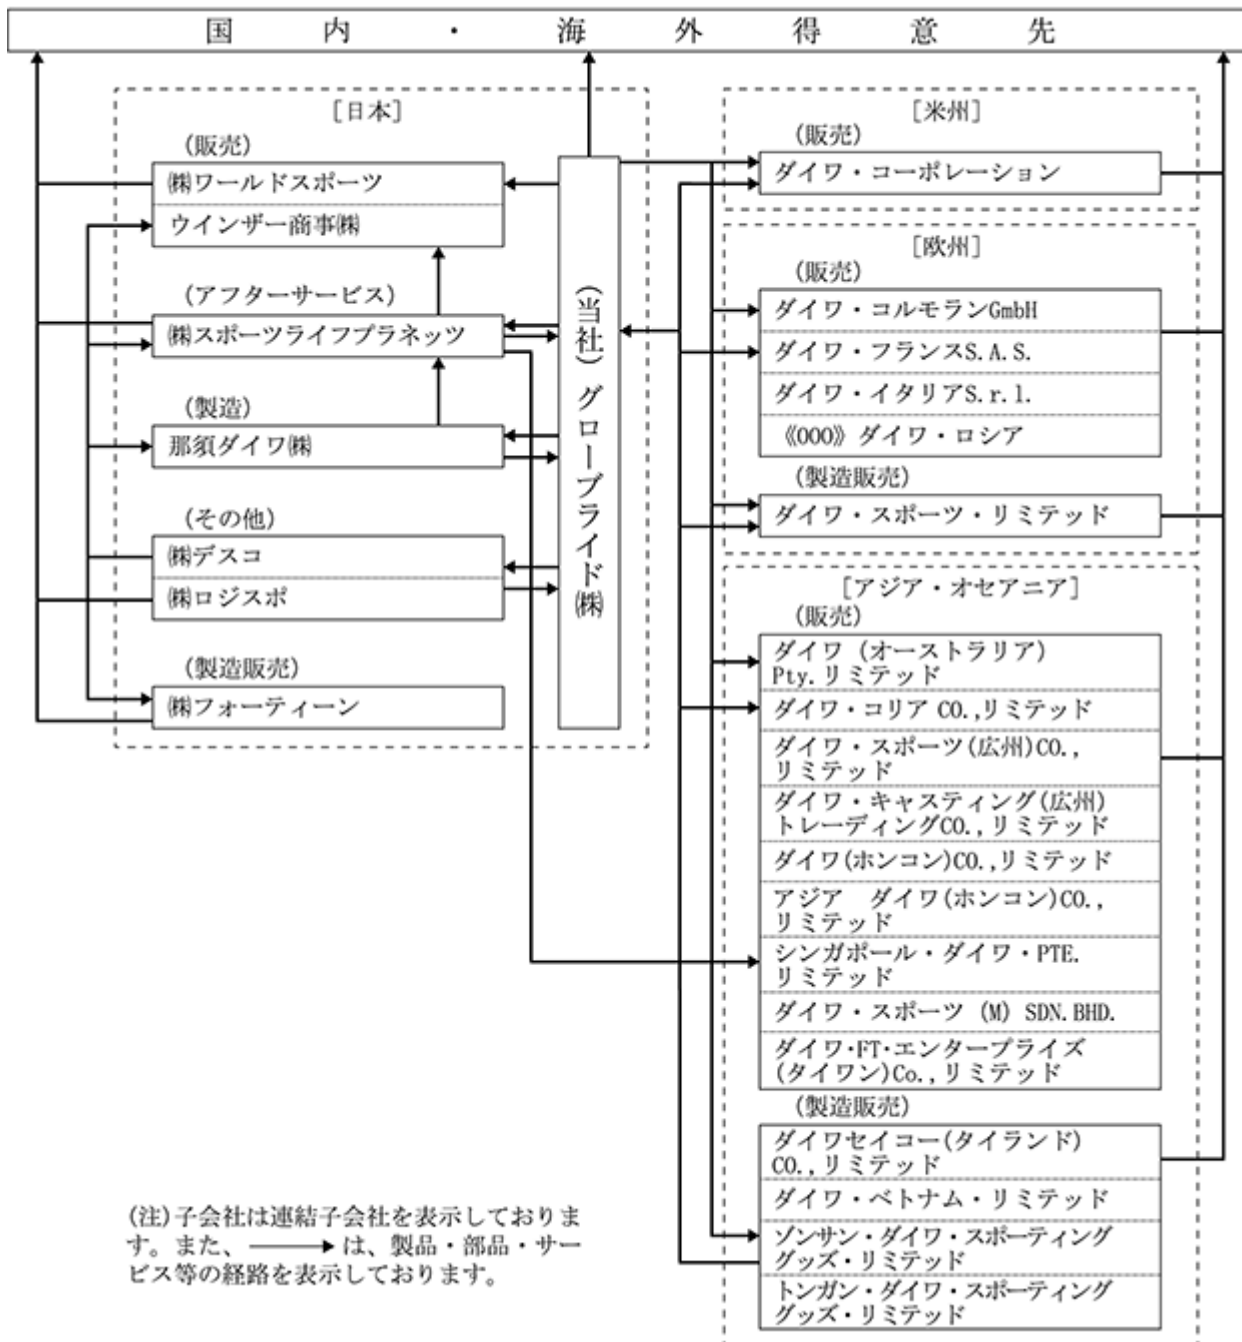 国内・海外得意先
［日本］
(販売)
㈱ワールドスポーツ
ウインザー商事㈱
(アフターサービス)
㈱スポーツライフプラネッツ
(製造)
那須ダイワ㈱
(その他)
㈱デスコ
㈱ロジスポ
(製造販売)
㈱フォーティーン
(当社)グローブライド㈱
［米州］
(販売)
ダイワ・コーポレーション
［欧州］
(販売)
ダイワ・コルモランGmbH
ダイワ・フランスS.A.S.
ダイワ・イタリアS.r.l.
《OOO》ダイワ・ロシア
(製造販売)
ダイワ・スポーツ・リミテッド
［アジア・オセアニア］
(販売)
ダイワ (オーストラリア)
Pty.リミテッド
ダイワ・コリア CO.,リミテッド
ダイワ・スポーツ(広州)CO.,
リミテッド
ダイワ・キャスティング(広州)
トレーディングCO.,リミテッド
ダイワ(ホンコン)CO.,リミテッド
アジア　ダイワ(ホンコン)CO.,
リミテッド
シンガポール・ダイワ・PTE.
リミテッド
ダイワ・スポーツ (M) SDN.BHD.
ダイワ･FT･エンタープライズ
(タイワン)Co.,リミテッド
(製造販売)
ダイワセイコー(タイランド)
CO.,リミテッド
ダイワ・ベトナム・リミテッド
ゾンサン・ダイワ・スポーティング
グッズ・リミテッド
トンガン・ダイワ・スポーティング
グッズ・リミテッド
(注)子会社は連結子会社を表示しておりま
す。また、──→は、製品・部品・サー
ビス等の経路を表示しております。